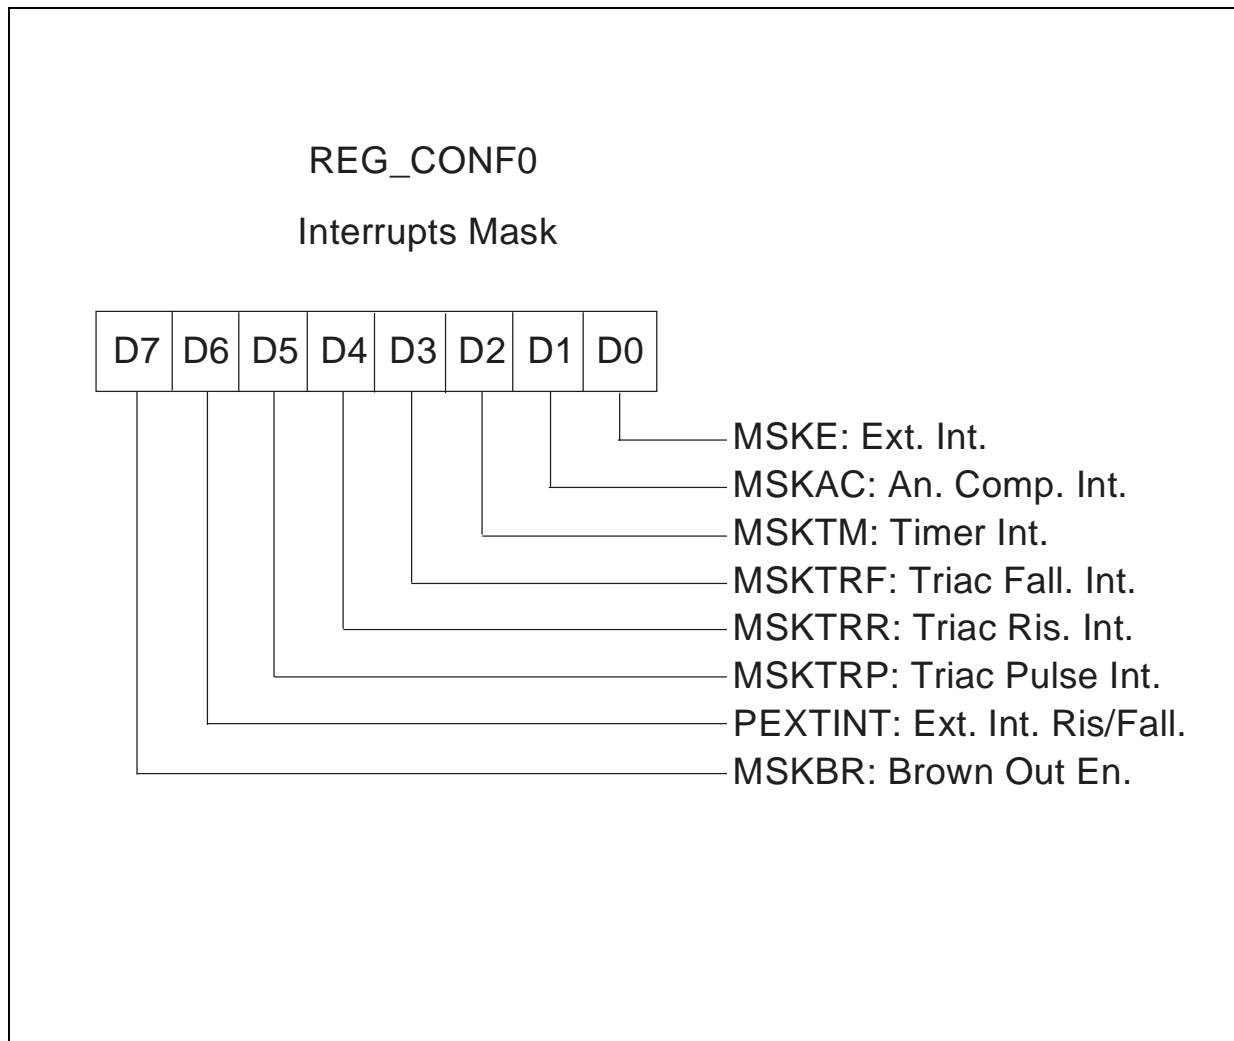 REG_CONF0
Interrupts Mask
D7 D6 D5 D4 D3 D2 D1 D0
MSKE: Ext. Int.
MSKAC: An. Comp. Int.
MSKTM: Timer Int.
MSKTRF: Triac Fall. Int.
MSKTRR: Triac Ris. Int.
MSKTRP: Triac Pulse Int.
PEXTINT: Ext. Int. Ris/Fall.
MSKBR: Brown Out En.